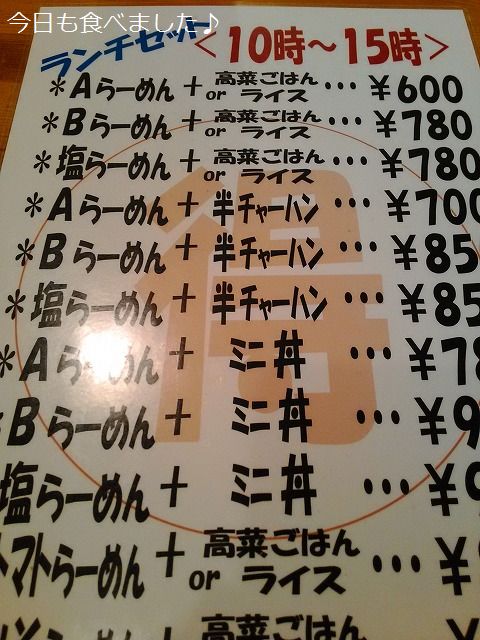 今日も食べました♪
ランチセット <10時～15時>
*Aらーめん + 高菜ごはん or ライス … ¥600
*Bらーめん + 高菜ごはん or ライス … ¥780
*塩らーめん + 高菜ごはん or ライス … ¥780
*Aらーめん + 半チャーハン … ¥700
*Bらーめん + 半チャーハン … ¥85
*塩らーめん + 半チャーハン … ¥85
*Aらーめん + ミニ丼 … ¥78
*Bらーめん + ミニ丼 … ¥9
塩らーめん + ミニ丼 … ¥9
トマトらーめん + 高菜ごはん or ライス … ¥
高菜ごはん
得